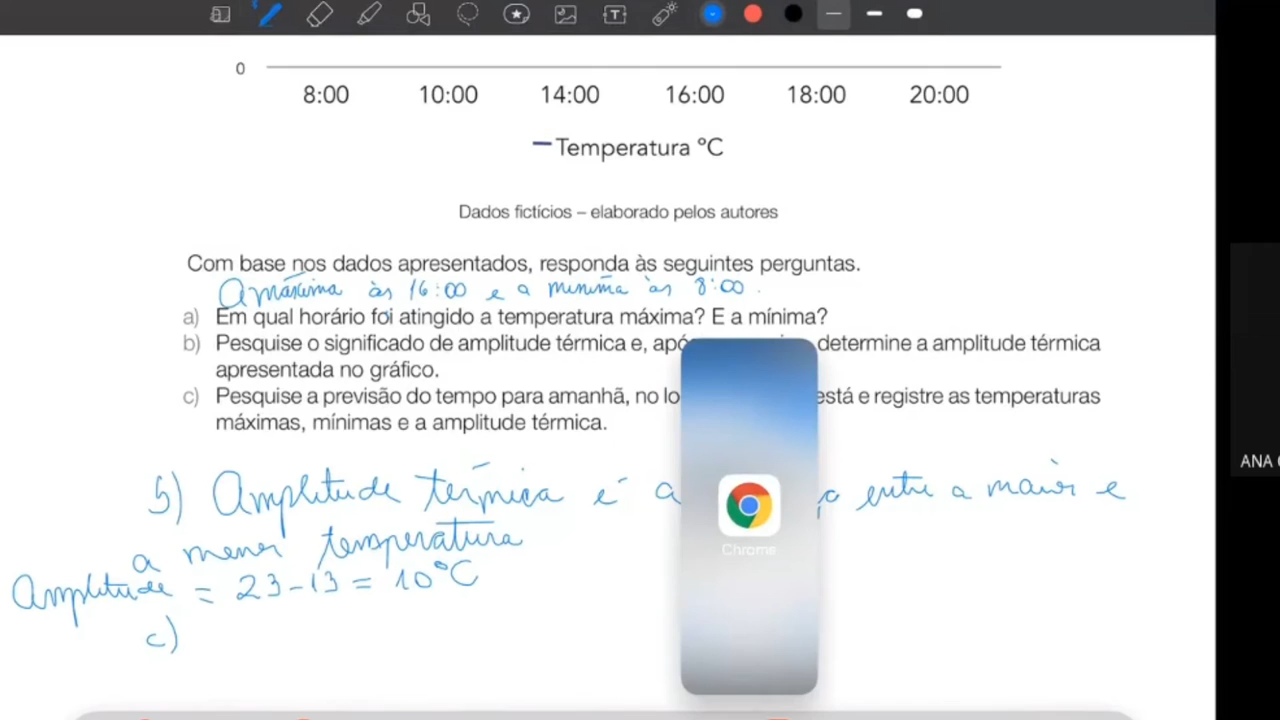 0
8:00 10:00 14:00 16:00 18:00 20:00
Temperatura ºC
Dados fictícios – elaborado pelos autores
Com base nos dados apresentados, responda às seguintes perguntas.
A máxima às 16:00 e a mínima às 8:00.
a) Em qual horário foi atingido a temperatura máxima? E a mínima?
b) Pesquise o significado de amplitude térmica e, apó determine a amplitude térmica
apresentada no gráfico.
c) Pesquise a previsão do tempo para amanhã, no lo está e registre as temperaturas
máximas, mínimas e a amplitude térmica.
b) Amplitude térmica é a entre a maior e
a menor temperatura
Amplitude = 23-13 = 10°C
c)
Chrome
ANA